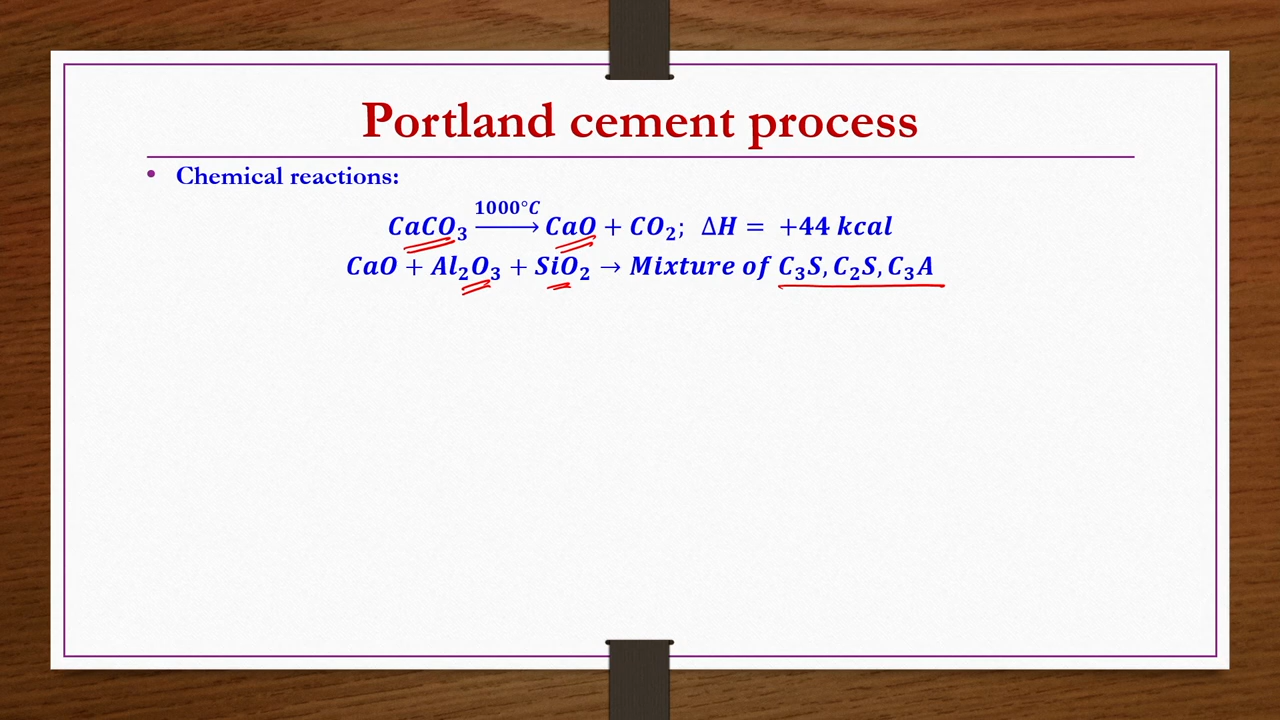 Portland cement process
• Chemical reactions:
CaCO₃ —1000°C→ CaO + CO₂; ΔH = +44 kcal
CaO + Al₂O₃ + SiO₂ → Mixture of C₃S, C₂S, C₃A